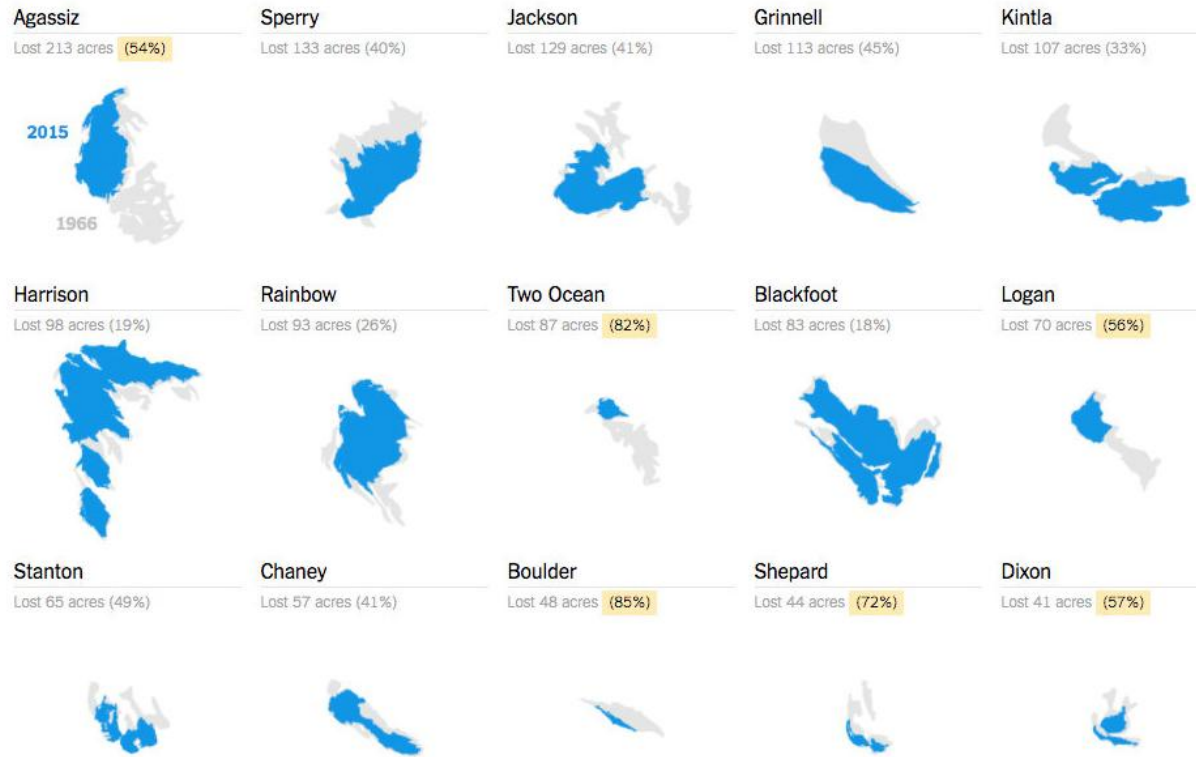 Agassiz
Lost 213 acres (54%)
2015
1966
Sperry
Lost 133 acres (40%)
Jackson
Lost 129 acres (41%)
Grinnell
Lost 113 acres (45%)
Kintla
Lost 107 acres (33%)
Harrison
Lost 98 acres (19%)
Rainbow
Lost 93 acres (26%)
Two Ocean
Lost 87 acres (82%)
Blackfoot
Lost 83 acres (18%)
Logan
Lost 70 acres (56%)
Stanton
Lost 65 acres (49%)
Chaney
Lost 57 acres (41%)
Boulder
Lost 48 acres (85%)
Shepard
Lost 44 acres (72%)
Dixon
Lost 41 acres (57%)